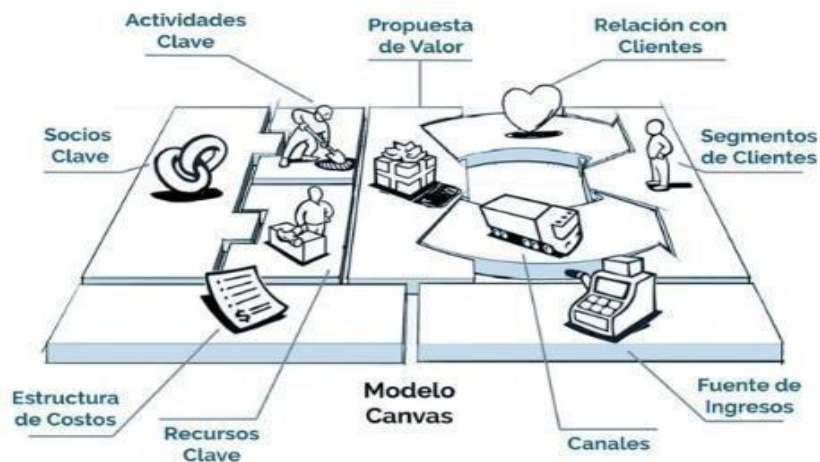 Actividades
Clave
Propuesta
de Valor
Relación con
Clientes
Socios
Clave
Segmentos
de Clientes
Estructura
de Costos
Recursos
Clave
Modelo
Canvas
Canales
Fuente de
Ingresos